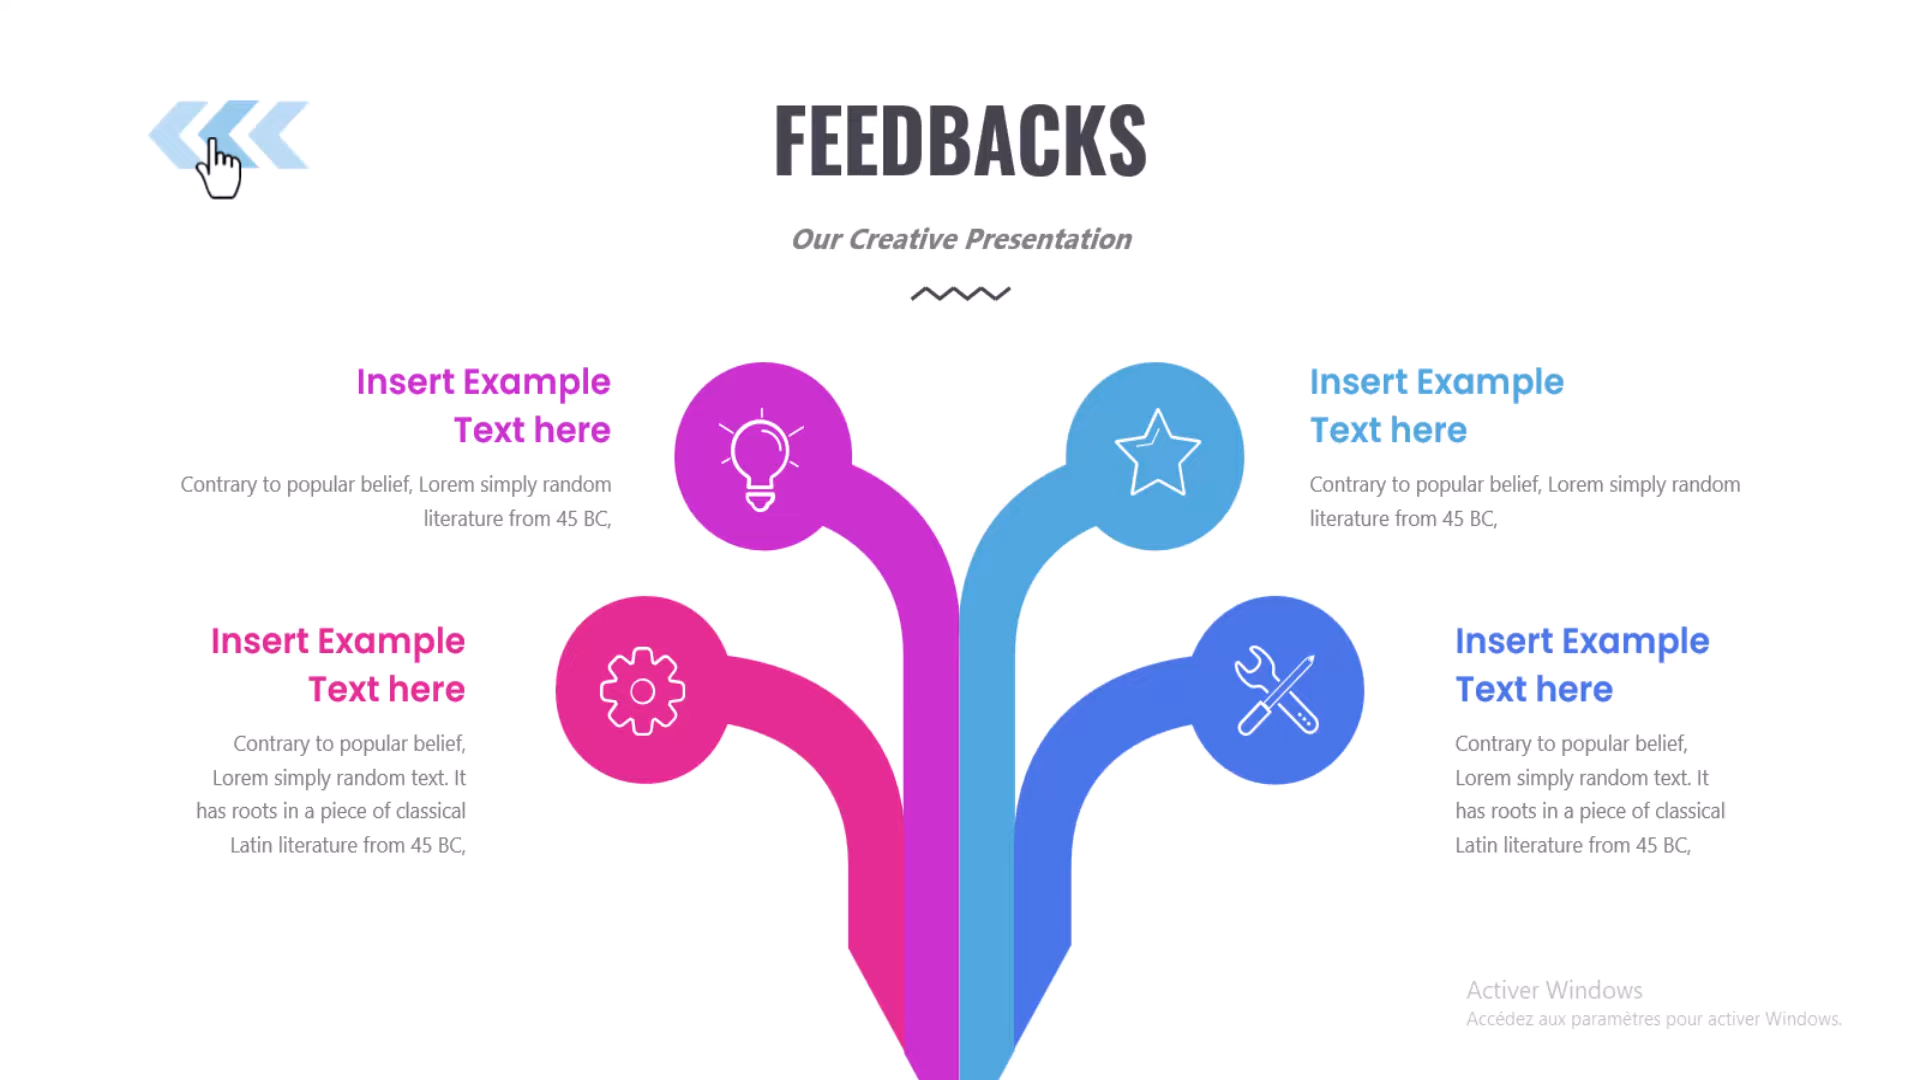 FEEDBACKS
Our Creative Presentation
Insert Example
Text here
Contrary to popular belief, Lorem simply random
literature from 45 BC,
Insert Example
Text here
Contrary to popular belief, Lorem simply random
literature from 45 BC,
Insert Example
Text here
Contrary to popular belief,
Lorem simply random text. It
has roots in a piece of classical
Latin literature from 45 BC,
Insert Example
Text here
Contrary to popular belief,
Lorem simply random text. It
has roots in a piece of classical
Latin literature from 45 BC,
Activer Windows
Accédez aux paramètres pour activer Windows.